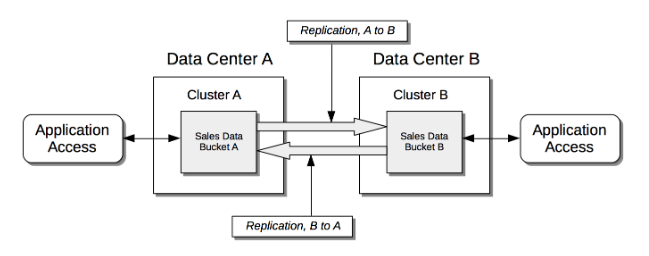 Replication, A to B
Data Center A
Data Center B
Cluster A
Cluster B
Application
Access
Sales Data
Bucket A
Sales Data
Bucket B
Application
Access
Replication, B to A